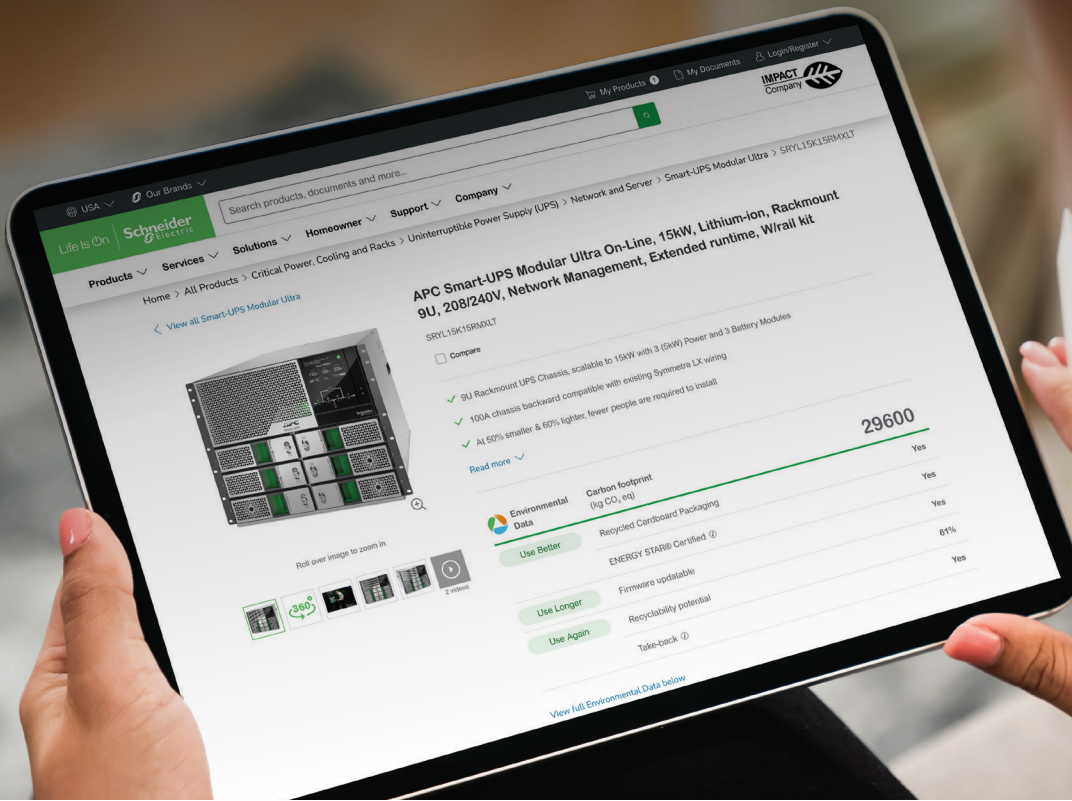 USA
Our Brands
My Products 1
My Documents
Login/Register
Life Is On
Schneider
Electric
Search products, documents and more...
IMPACT
Company
Products
Services
Solutions
Homeowner
Support
Company
Home > All Products > Critical Power, Cooling and Racks > Uninterruptible Power Supply (UPS) > Network and Server > Smart-UPS Modular Ultra > SRYL15K15RMXLT
View all Smart-UPS Modular Ultra
APC Smart-UPS Modular Ultra On-Line, 15kW, Lithium-ion, Rackmount
9U, 208/240V, Network Management, Extended runtime, W/rail kit
SRYL15K15RMXLT
Compare
9U Rackmount UPS Chassis, scalable to 15kW with 3 (5kW) Power and 3 Battery Modules
100A chassis backward compatible with existing Symmetra LX wiring
At 50% smaller & 60% lighter, fewer people are required to install
Read more
APC
Roll over image to zoom in
360°
2 videos
Environmental
Data
Carbon footprint
(kg CO₂ eq)
29600
Use Better
Recycled Cardboard Packaging
Yes
ENERGY STAR® Certified
Yes
Use Longer
Firmware updatable
Yes
Use Again
Recyclability potential
61%
Take-back
Yes
View full Environmental Data below